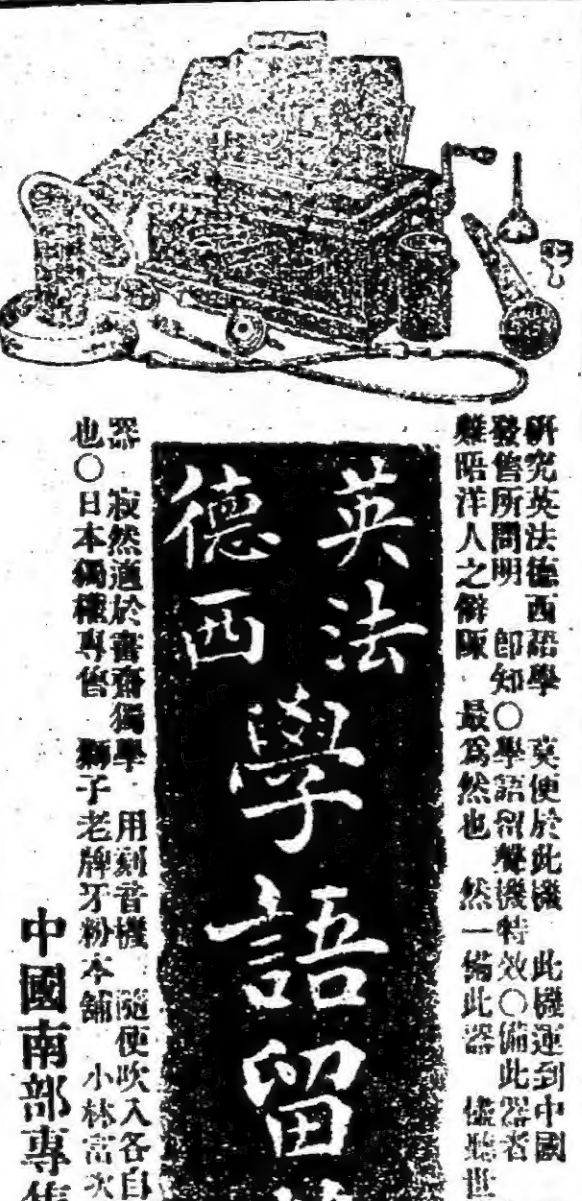 研究英法德西語學　莫便於此機　此機運到中國
發售所問明　即知○學語留聲機特效○備此器者
難晤洋人之僻陬　最爲然也　然一備此器　儘聽世
英法
德西
學語留
器　寂然適於書齋獨學　用刻音機　隨便吹入各自
也○日本獨權專售　獅子老牌牙粉本舖　小林富次
中國南部專售